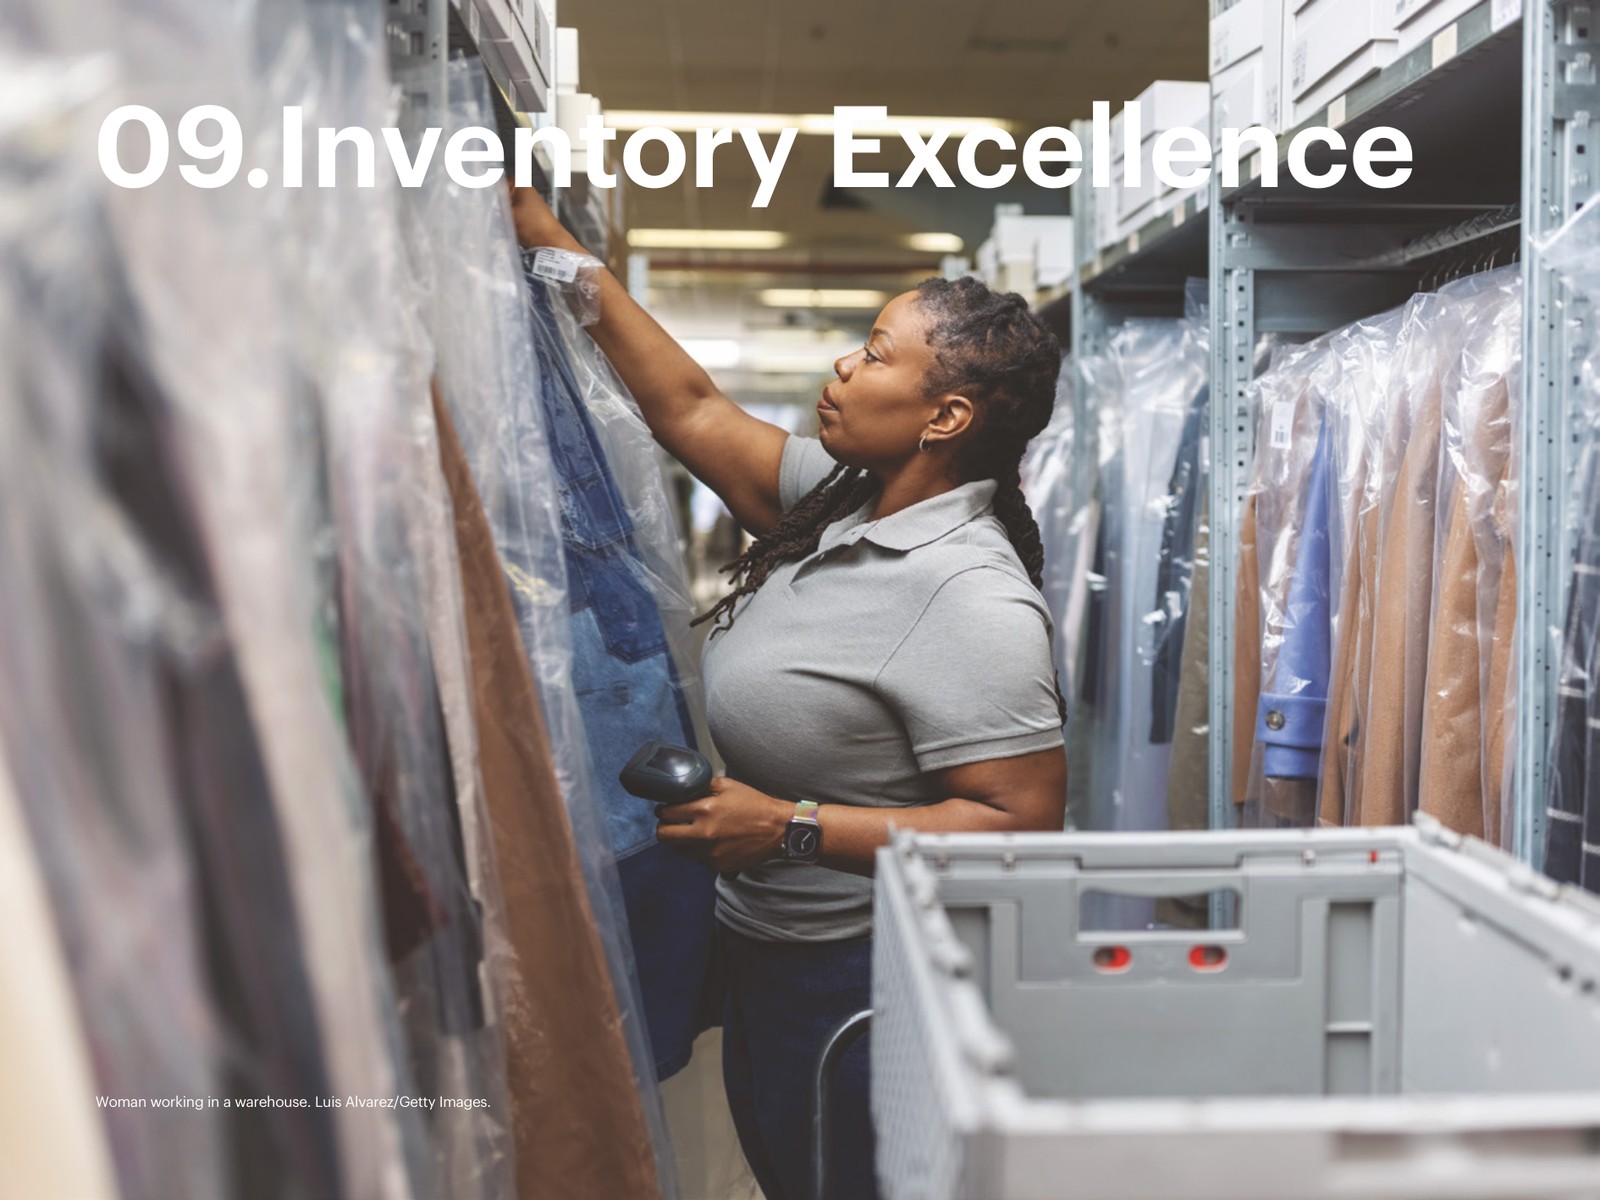 09.Inventory Excellence
Woman working in a warehouse. Luis Alvarez/Getty Images.